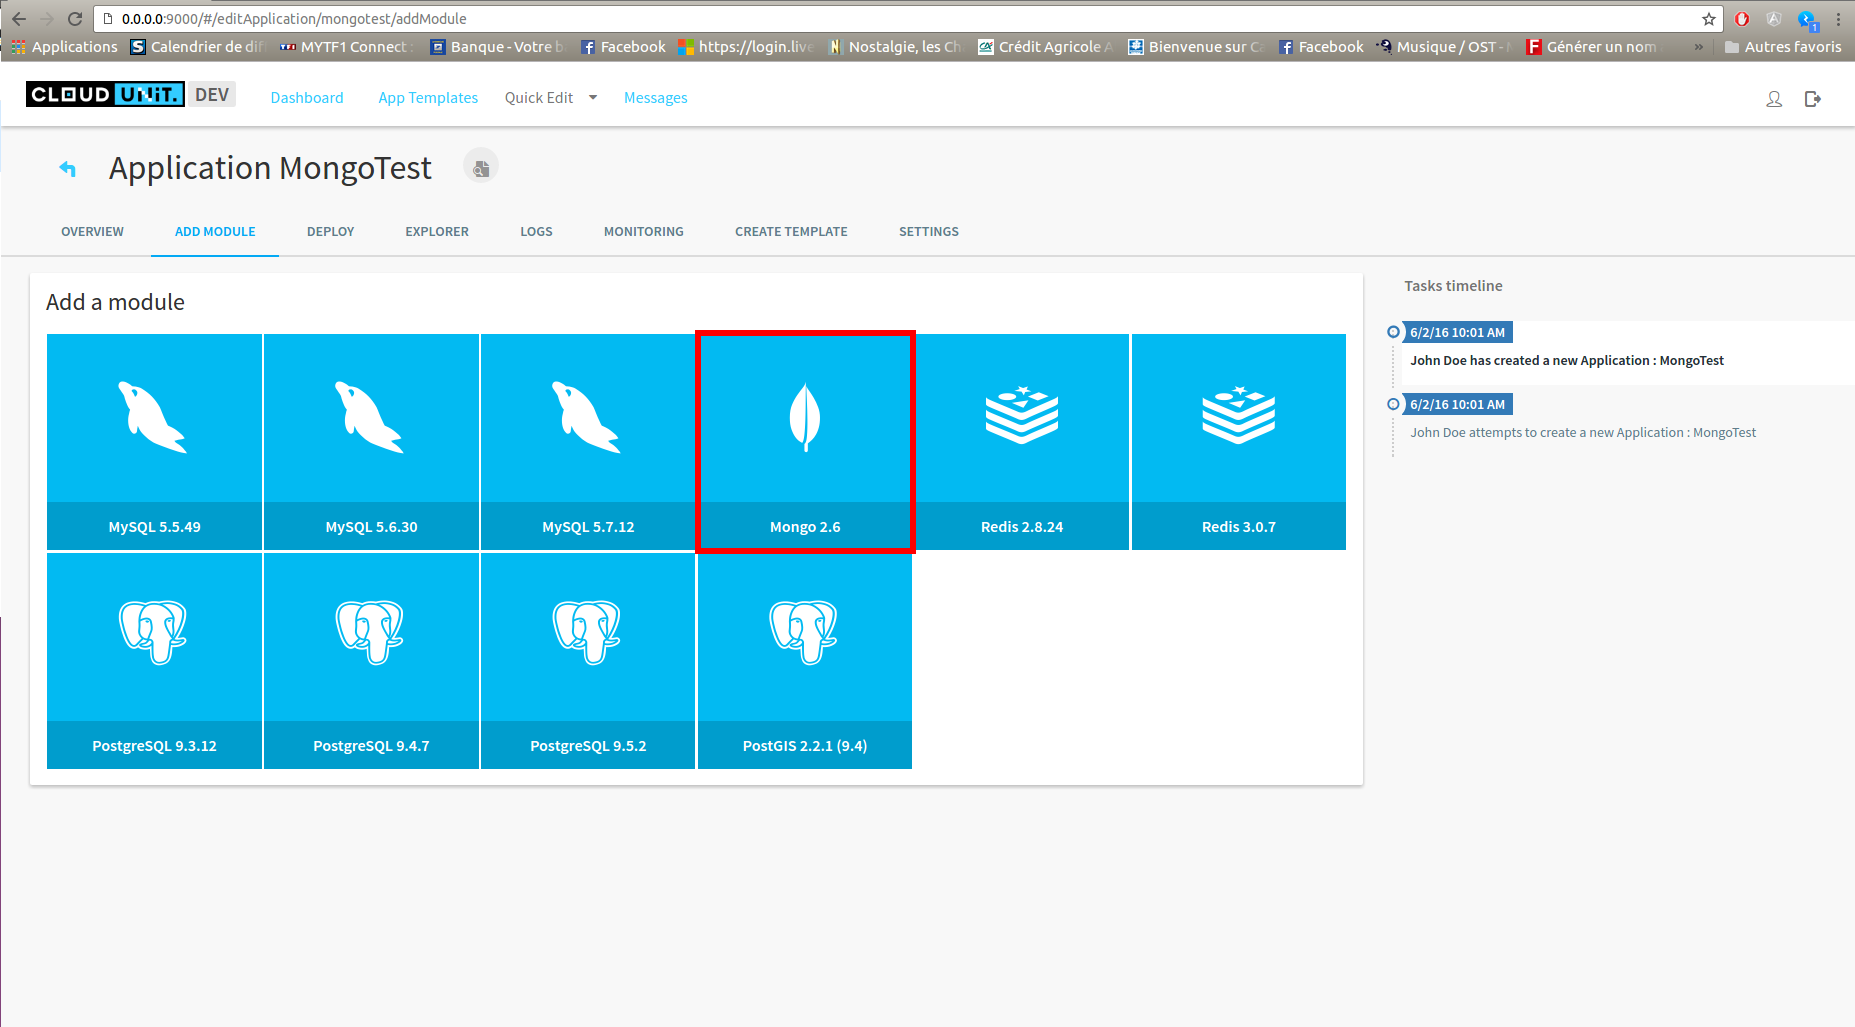 0.0.0.0:9000/#/editApplication/mongotest/addModule
Applications Calendrier de dif MYTF1 Connect : Banque - Votre b Facebook https://login.live Nostalgie, les Ch Crédit Agricole A Bienvenue sur Ca Facebook Musique / OST - Générer un nom » Autres favoris
CLOUD UNIT. DEV Dashboard App Templates Quick Edit Messages
Application MongoTest
OVERVIEW ADD MODULE DEPLOY EXPLORER LOGS MONITORING CREATE TEMPLATE SETTINGS
Add a module
MySQL 5.5.49 MySQL 5.6.30 MySQL 5.7.12 Mongo 2.6 Redis 2.8.24 Redis 3.0.7
PostgreSQL 9.3.12 PostgreSQL 9.4.7 PostgreSQL 9.5.2 PostGIS 2.2.1 (9.4)
Tasks timeline
6/2/16 10:01 AM
John Doe has created a new Application : MongoTest
6/2/16 10:01 AM
John Doe attempts to create a new Application : MongoTest